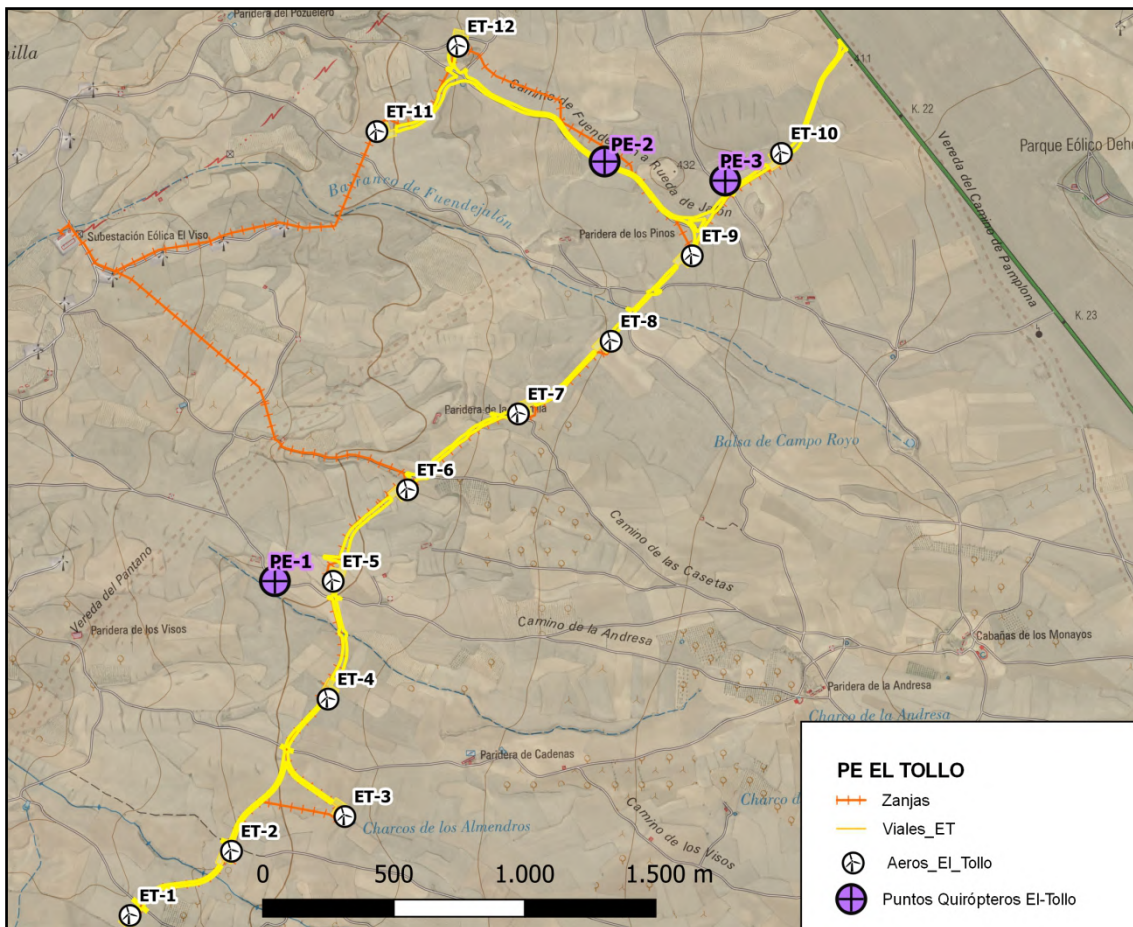 Paridera del Pozuelo
ET-12
411
K. 22
ET-11
Camino de Fuendejalón a Rueda de Jalón
PE-2
432
PE-3
ET-10
Parque Eólico Dehe
Vereda del Camino de Pamplona
Barranco de Fuendejalón
Subestación Eólica El Viso
Paridera de los Pinos
ET-9
ET-8
K. 23
ET-7
Paridera de la
Balsa de Campo Royo
ET-6
Camino de las Casetas
PE-1
ET-5
Vereda del Pantano
Paridera de los Visos
Camino de la Andresa
Cabañas de los Monayos
ET-4
Paridera de la Andresa
Charco de la Andresa
Paridera de Cadenas
ET-3
Charcos de los Almendros
Charco d
Camino de los Visos
ET-2
ET-1
0 500 1.000 1.500 m
PE EL TOLLO
Zanjas
Viales_ET
Aeros_El_Tollo
Puntos Quirópteros El-Tollo